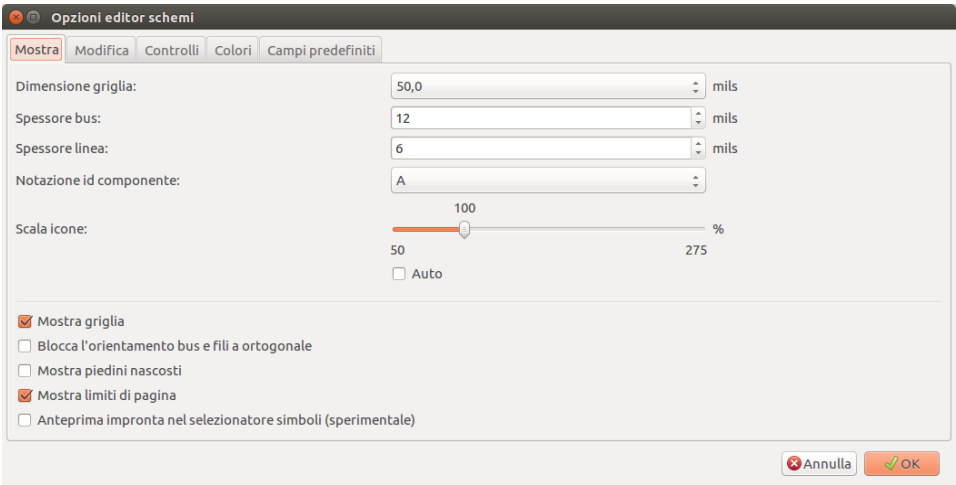 Opzioni editor schemi
Mostra Modifica Controlli Colori Campi predefiniti
Dimensione griglia: 50,0 mils
Spessore bus: 12 mils
Spessore linea: 6 mils
Notazione id componente: A
100
Scala icone: %
50 275
Auto
Mostra griglia
Blocca l'orientamento bus e fili a ortogonale
Mostra piedini nascosti
Mostra limiti di pagina
Anteprima impronta nel selezionatore simboli (sperimentale)
Annulla OK